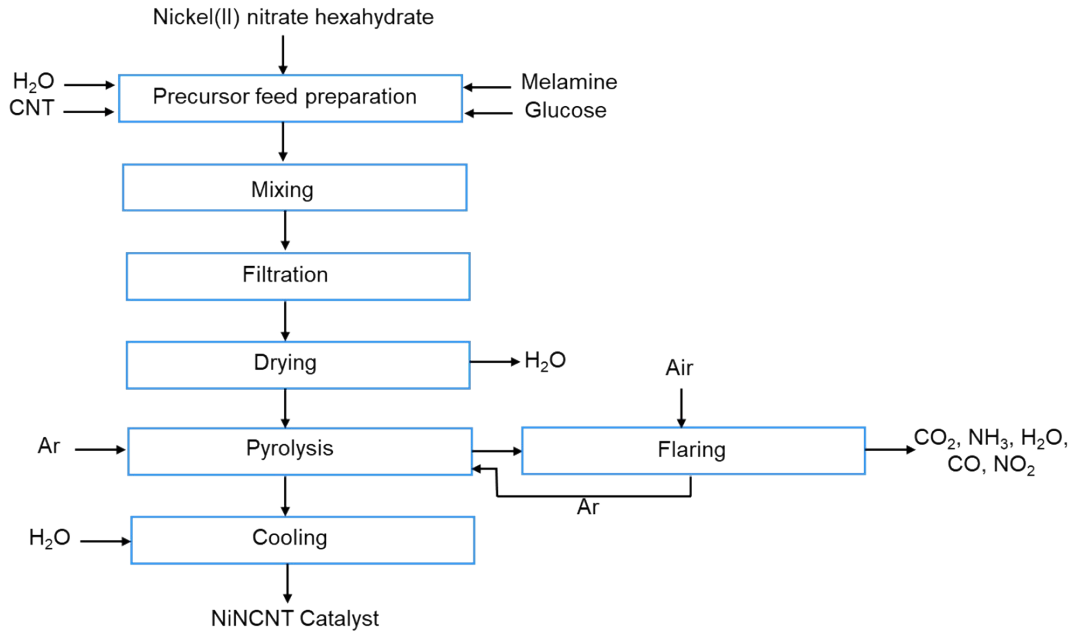 Nickel(II) nitrate hexahydrate
H₂O
CNT
Precursor feed preparation
Melamine
Glucose
Mixing
Filtration
Drying
H₂O
Air
Ar
Pyrolysis
Flaring
CO₂, NH₃, H₂O,
CO, NO₂
Ar
H₂O
Cooling
NiNCNT Catalyst